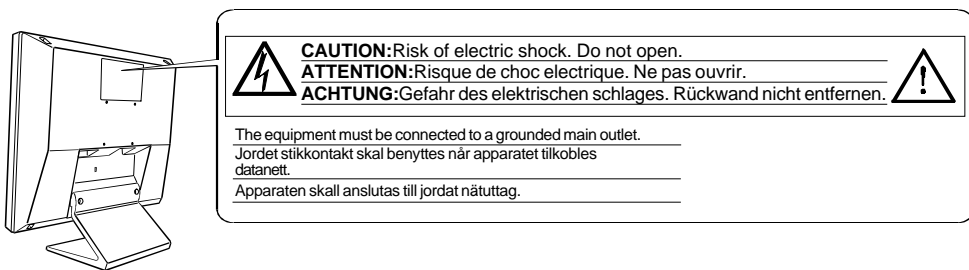 CAUTION:Risk of electric shock. Do not open.
ATTENTION:Risque de choc electrique. Ne pas ouvrir.
ACHTUNG:Gefahr des elektrischen schlages. Rückwand nicht entfernen.
The equipment must be connected to a grounded main outlet.
Jordet stikkontakt skal benyttes når apparatet tilkobles
datanett.
Apparaten skall anslutas till jordat nätuttag.